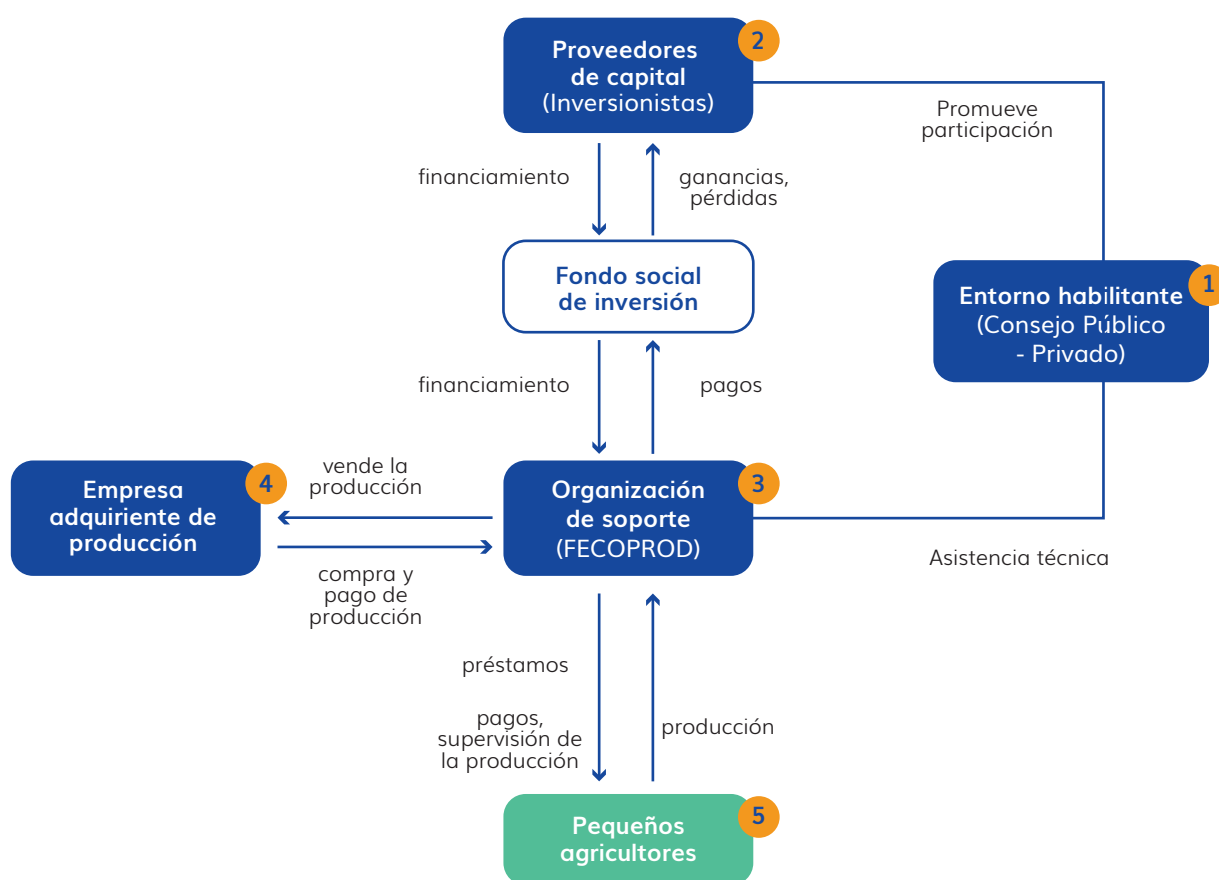 2
Proveedores
de capital
(Inversionistas)
Promueve
participación
financiamiento
ganancias,
pérdidas
Fondo social
de inversión
1
Entorno habilitante
(Consejo Público
- Privado)
financiamiento
pagos
4
Empresa
adquiriente de
producción
vende la
producción
compra y
pago de
producción
3
Organización
de soporte
(FECOPROD)
Asistencia técnica
préstamos
pagos,
supervisión de
la producción
producción
5
Pequeños
agricultores